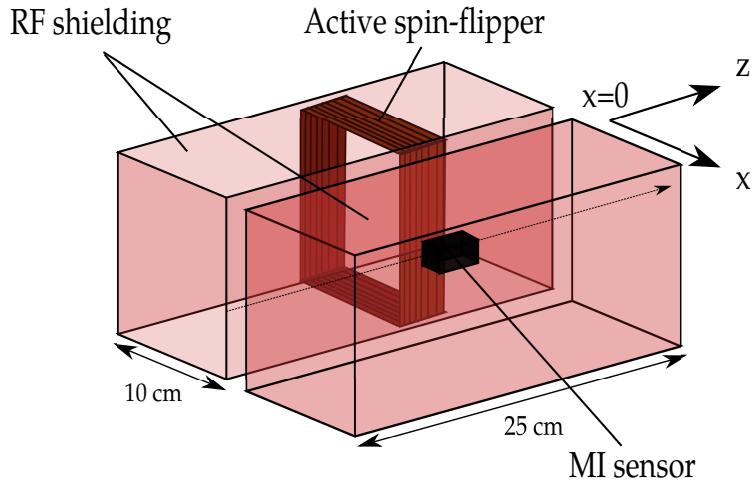 RF shielding
Active spin-flipper
z
x=0
x
10 cm
25 cm
MI sensor